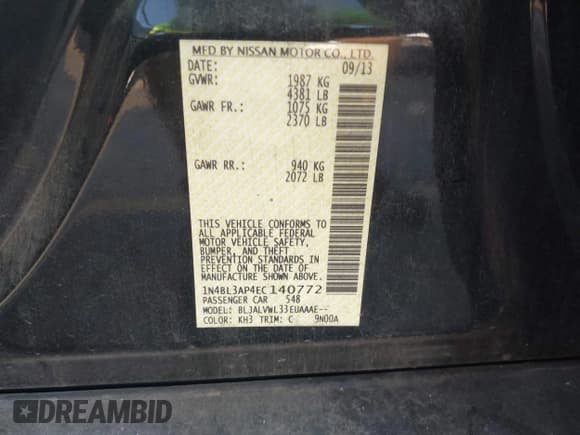 MFD BY NISSAN MOTOR CO., LTD.
DATE: 09/13
GVWR: 1987 KG
4381 LB
GAWR FR.: 1075 KG
2370 LB
GAWR RR.: 940 KG
2072 LB
THIS VEHICLE CONFORMS TO
ALL APPLICABLE FEDERAL
MOTOR VEHICLE SAFETY,
BUMPER, AND THEFT
PREVENTION STANDARDS IN
EFFECT ON THE DATE OF
MANUFACTURE SHOWN ABOVE.
1N4BL3AP4EC140772
PASSENGER CAR 548
MODEL: BLJALVWL33EUAAAE--
COLOR: KH3 TRIM: C 9N00A
DREAMBID